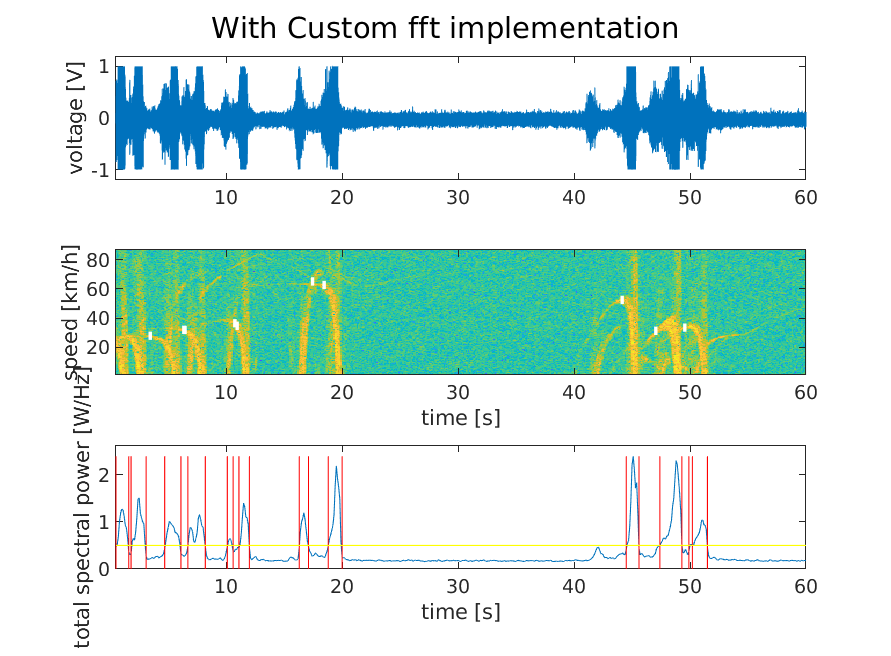 With Custom fft implementation
voltage [V]
1
0
-1
10 20 30 40 50 60
speed [km/h]
80
60
40
20
10 20 30 40 50 60
time [s]
total spectral power [W/Hz]
2
1
0
10 20 30 40 50 60
time [s]